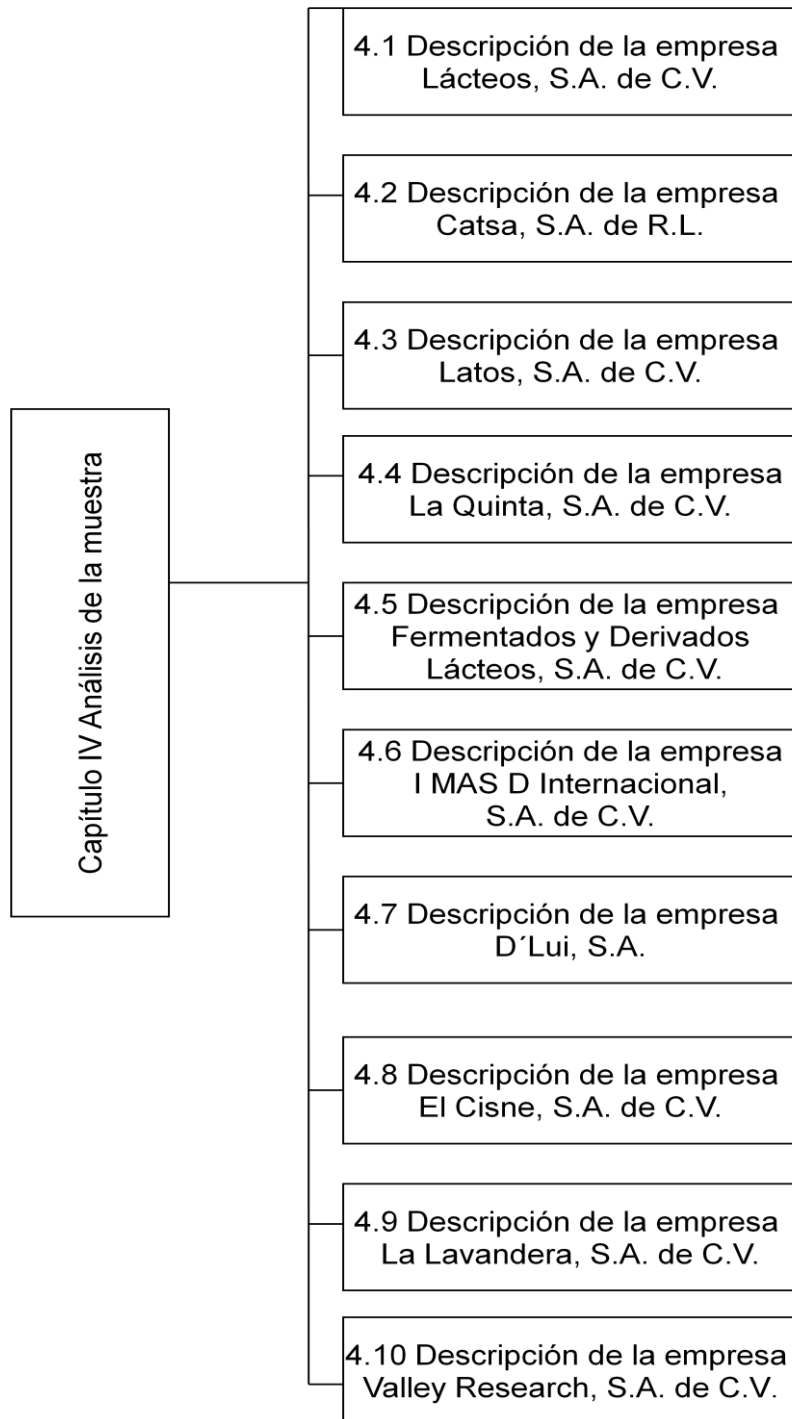 Capítulo IV Análisis de la muestra
4.1 Descripción de la empresa
Lácteos, S.A. de C.V.
4.2 Descripción de la empresa
Catsa, S.A. de R.L.
4.3 Descripción de la empresa
Latos, S.A. de C.V.
4.4 Descripción de la empresa
La Quinta, S.A. de C.V.
4.5 Descripción de la empresa
Fermentados y Derivados
Lácteos, S.A. de C.V.
4.6 Descripción de la empresa
I MAS D Internacional,
S.A. de C.V.
4.7 Descripción de la empresa
D´Lui, S.A.
4.8 Descripción de la empresa
El Cisne, S.A. de C.V.
4.9 Descripción de la empresa
La Lavandera, S.A. de C.V.
4.10 Descripción de la empresa
Valley Research, S.A. de C.V.